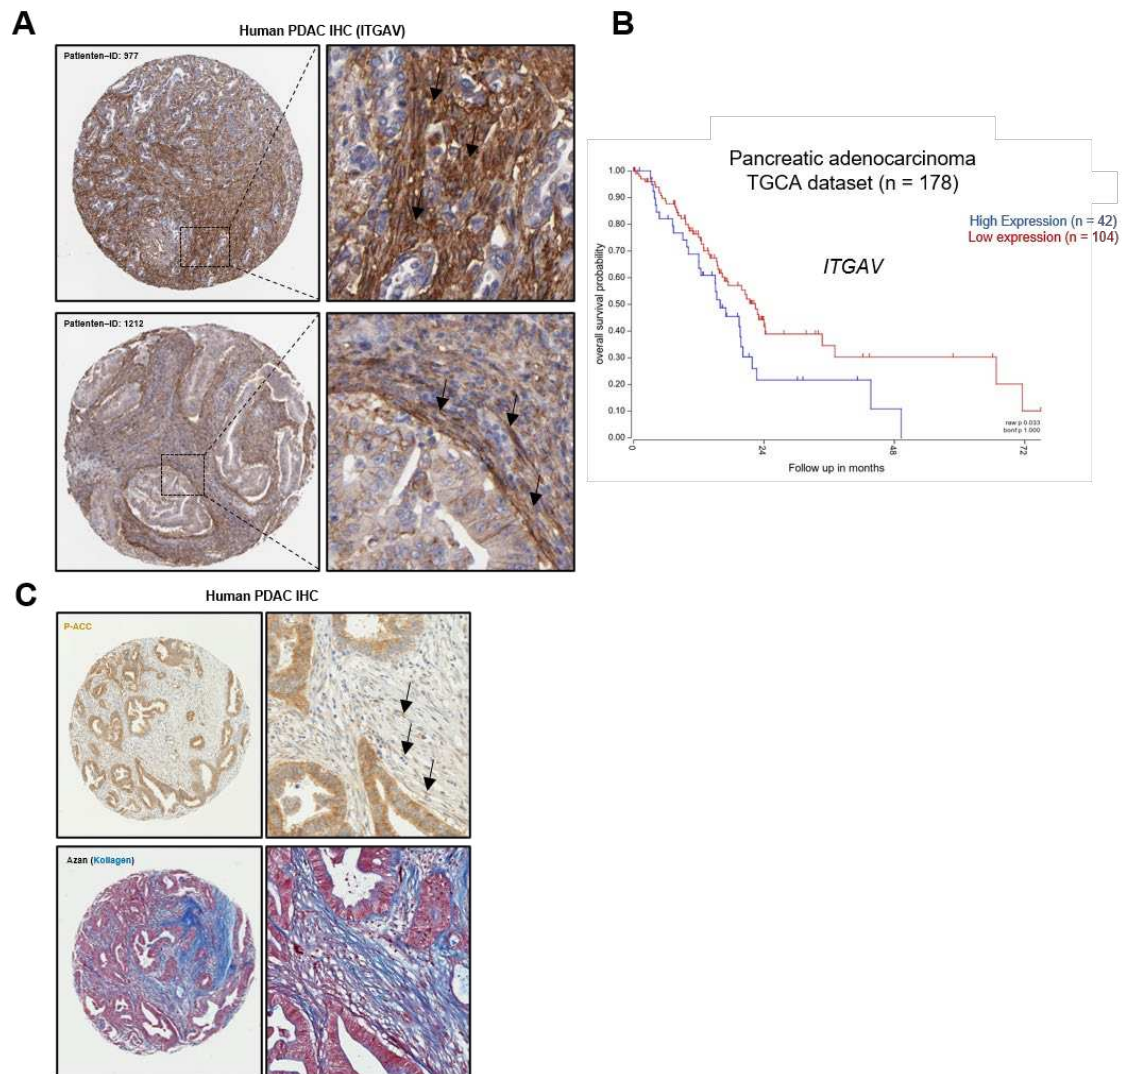 A
Human PDAC IHC (ITGAV)
Patienten–ID: 977
Patienten–ID: 1212
B
Pancreatic adenocarcinoma
TGCA dataset (n = 178)
High Expression (n = 42)
Low expression (n = 104)
ITGAV
overall survival probability
1.00
0.90
0.80
0.70
0.60
0.50
0.40
0.30
0.20
0.10
0.00
raw p 0.033
bonf p 1.000
0
24
48
72
Follow up in months
C
Human PDAC IHC
P-ACC
Azan (Kollagen)